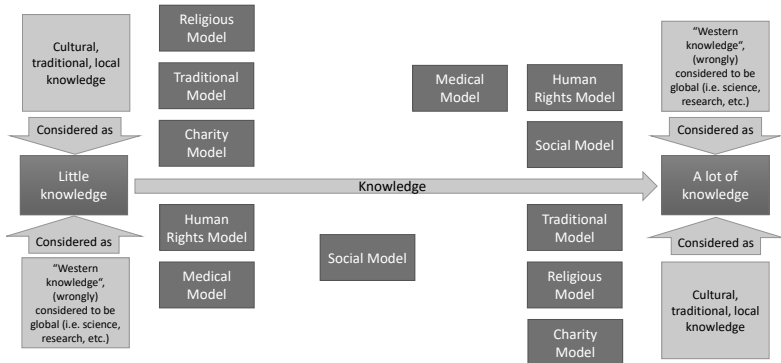 Cultural,
traditional, local
knowledge
Religious
Model
Traditional
Model
Charity
Model
Medical
Model
Human
Rights Model
Social Model
“Western
knowledge”,
(wrongly)
considered to be
global (i.e. science,
research, etc.)
Considered as
Considered as
Little
knowledge
Knowledge
A lot of
knowledge
Considered as
Considered as
“Western
knowledge”,
(wrongly)
considered to be
global (i.e. science,
research, etc.)
Human
Rights Model
Medical
Model
Social Model
Traditional
Model
Religious
Model
Charity
Model
Cultural,
traditional, local
knowledge